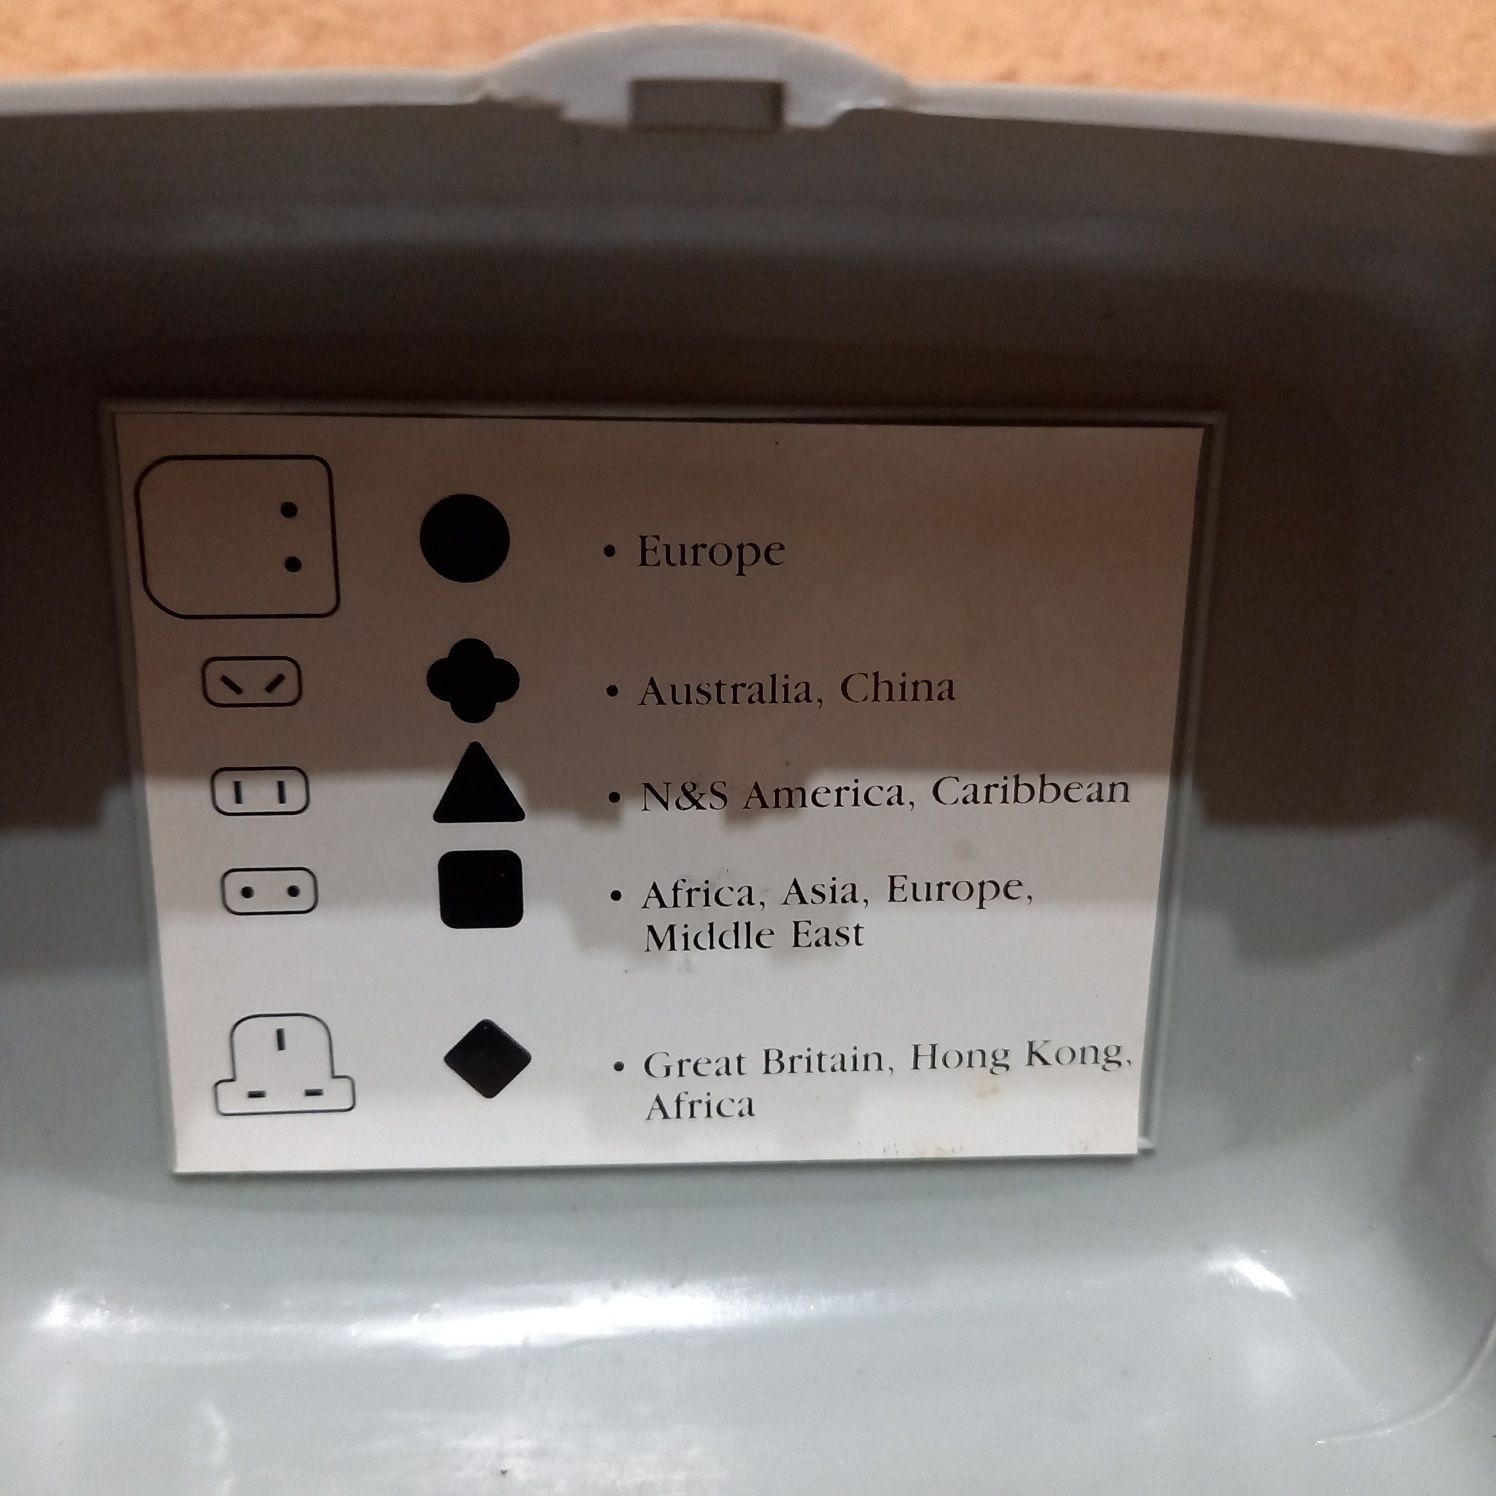 • Europe
• Australia, China
• N&S America, Caribbean
• Africa, Asia, Europe,
Middle East
• Great Britain, Hong Kong,
Africa